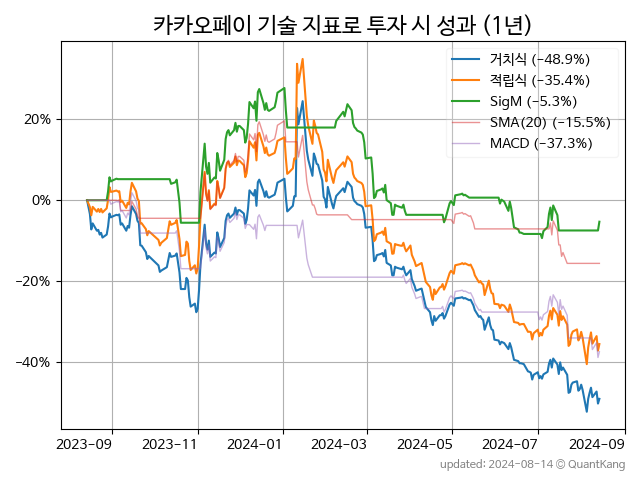 카카오페이 기술 지표로 투자 시 성과 (1년)
거치식 (−48.9%)
적립식 (−35.4%)
SigM (−5.3%)
SMA(20) (−15.5%)
MACD (−37.3%)
20%
0%
−20%
−40%
2023-09
2023-11
2024-01
2024-03
2024-05
2024-07
2024-09
updated: 2024-08-14 © QuantKang